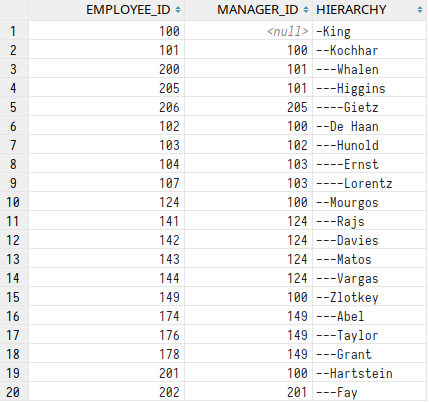 EMPLOYEE_ID MANAGER_ID HIERARCHY
1 100 <null> -King
2 101 100 --Kochhar
3 200 101 ---Whalen
4 205 101 ---Higgins
5 206 205 ----Gietz
6 102 100 --De Haan
7 103 102 ---Hunold
8 104 103 ----Ernst
9 107 103 ----Lorentz
10 124 100 --Mourgos
11 141 124 ---Rajs
12 142 124 ---Davies
13 143 124 ---Matos
14 144 124 ---Vargas
15 149 100 --Zlotkey
16 174 149 ---Abel
17 176 149 ---Taylor
18 178 149 ---Grant
19 201 100 --Hartstein
20 202 201 ---Fay